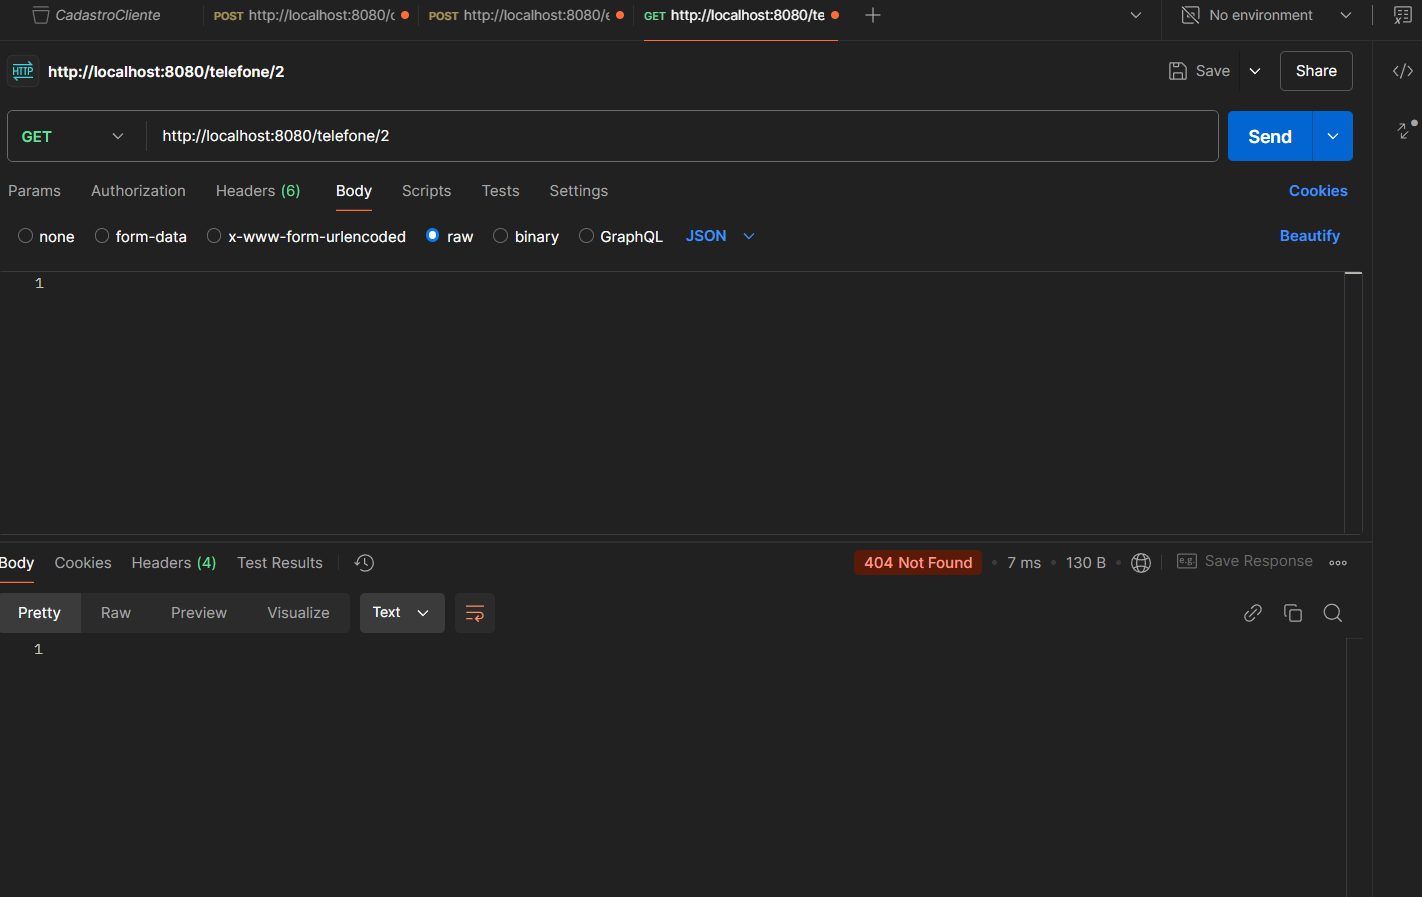 CadastroCliente POST http://localhost:8080/c POST http://localhost:8080/e GET http://localhost:8080/te No environment
HTTP http://localhost:8080/telefone/2 Save Share
GET http://localhost:8080/telefone/2 Send
Params Authorization Headers (6) Body Scripts Tests Settings Cookies
none form-data x-www-form-urlencoded raw binary GraphQL JSON Beautify
1
Body Cookies Headers (4) Test Results 404 Not Found 7 ms 130 B e.g. Save Response
Pretty Raw Preview Visualize Text
1